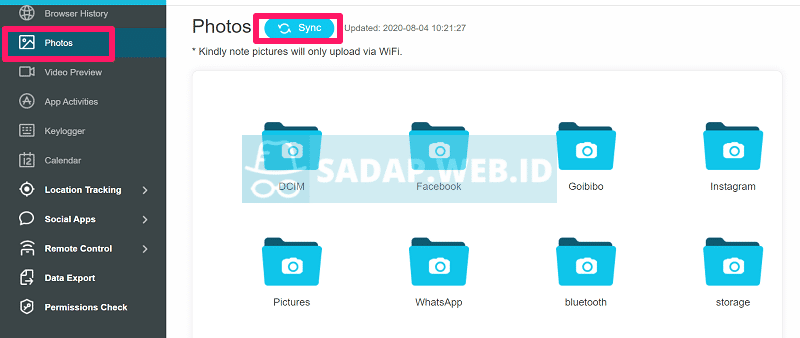 Browser History
Photos
Video Preview
App Activities
Keylogger
Calendar
Location Tracking
Social Apps
Remote Control
Data Export
Permissions Check
Photos Sync Updated: 2020-08-04 10:21:27
* Kindly note pictures will only upload via WiFi.
DCIM Facebook Goibibo Instagram
SADAP.WEB.ID
Pictures WhatsApp bluetooth storage